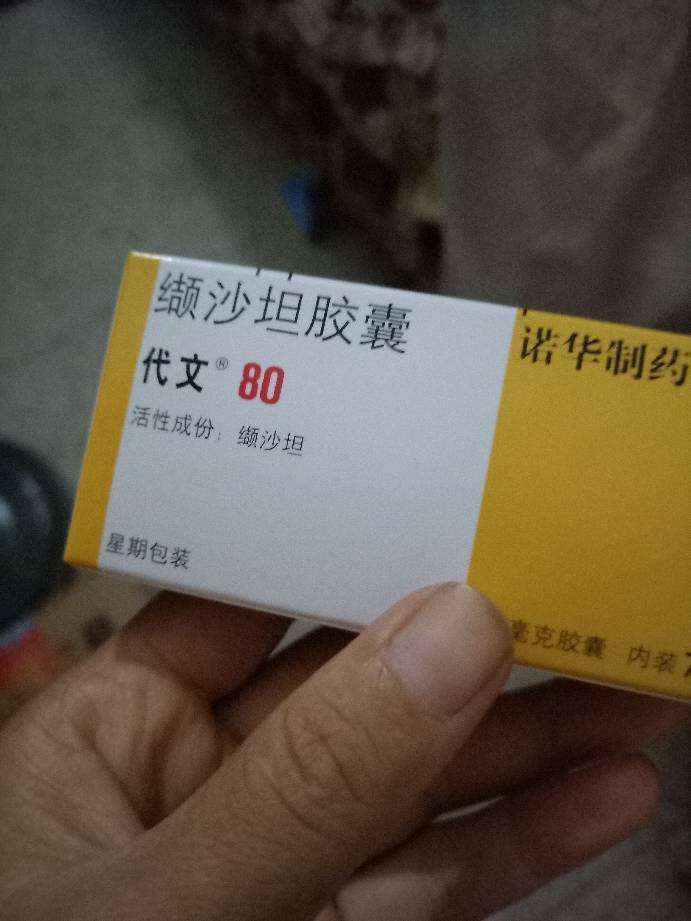 缬沙坦胶囊
代文® 80
活性成份：缬沙坦
星期包装
诺华制药
毫克胶囊 内装7